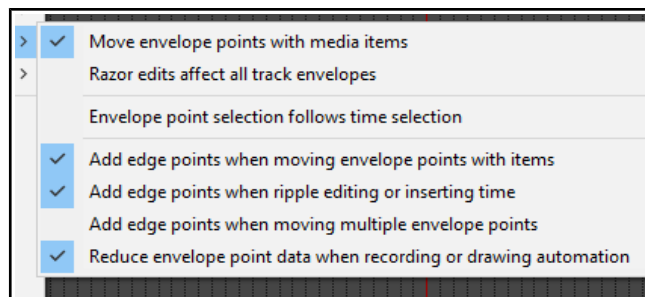 Move envelope points with media items
Razor edits affect all track envelopes
Envelope point selection follows time selection
Add edge points when moving envelope points with items
Add edge points when ripple editing or inserting time
Add edge points when moving multiple envelope points
Reduce envelope point data when recording or drawing automation